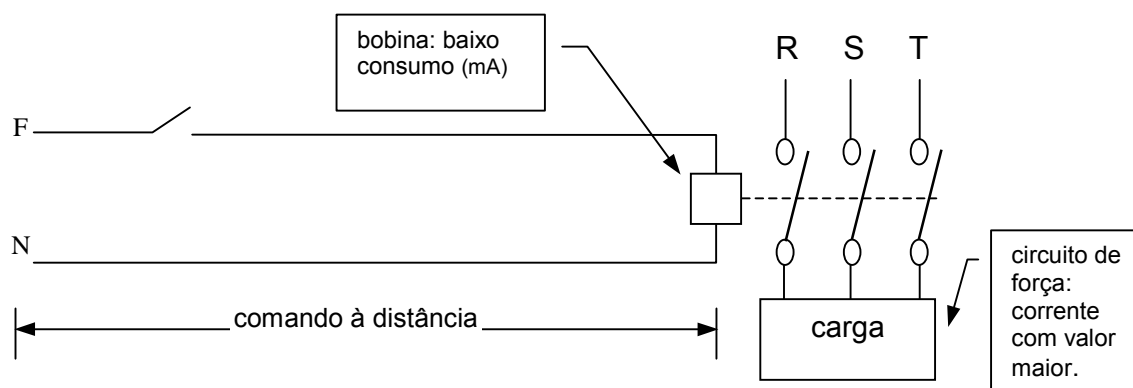 bobina: baixo
consumo (mA)
R S T
F
N
comando à distância
carga
circuito de
força:
corrente
com valor
maior.